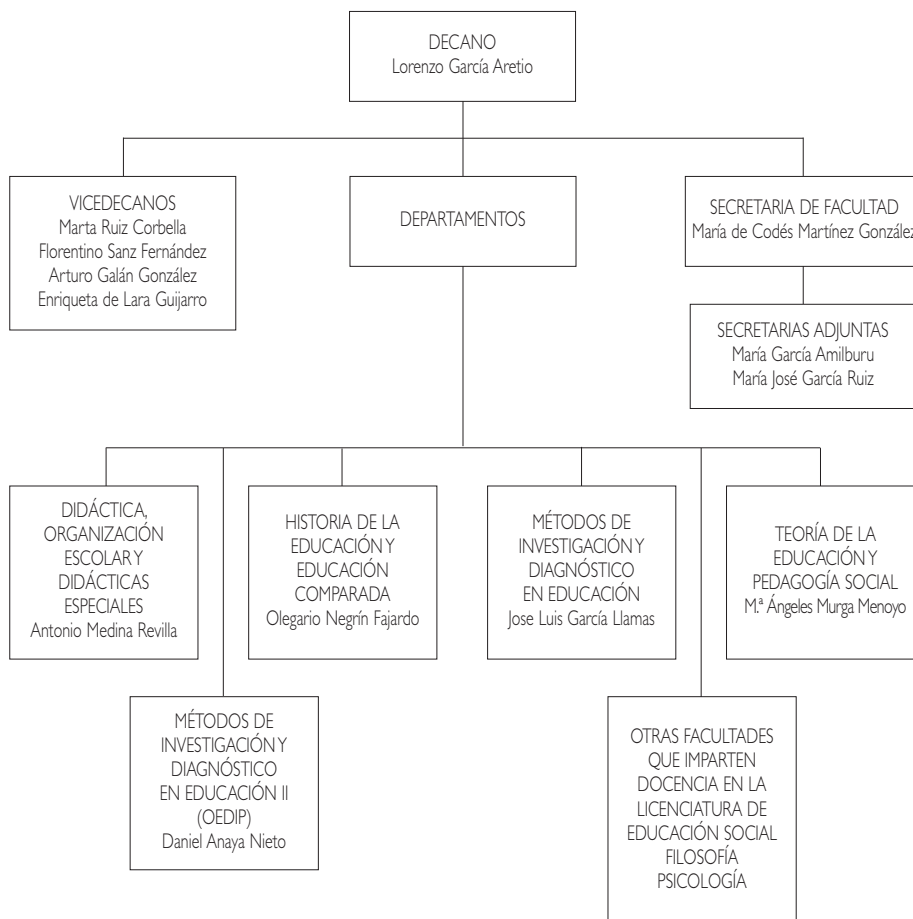 DECANO
Lorenzo García Aretio
VICEDECANOS
Marta Ruiz Corbella
Florentino Sanz Fernández
Arturo Galán González
Enriqueta de Lara Guijarro
DEPARTAMENTOS
SECRETARIA DE FACULTAD
María de Codés Martínez González
SECRETARIAS ADJUNTAS
María García Amilburu
María José García Ruiz
DIDÁCTICA,
ORGANIZACIÓN
ESCOLAR Y
DIDÁCTICAS
ESPECIALES
Antonio Medina Revilla
HISTORIA DE LA
EDUCACIÓN Y
EDUCACIÓN
COMPARADA
Olegario Negrín Fajardo
MÉTODOS DE
INVESTIGACIÓN Y
DIAGNÓSTICO
EN EDUCACIÓN
Jose Luis García Llamas
TEORÍA DE LA
EDUCACIÓN Y
PEDAGOGÍA SOCIAL
M.ª Ángeles Murga Menoyo
MÉTODOS DE
INVESTIGACIÓN Y
DIAGNÓSTICO
EN EDUCACIÓN II
(OEDIP)
Daniel Anaya Nieto
OTRAS FACULTADES
QUE IMPARTEN
DOCENCIA EN LA
LICENCIATURA DE
EDUCACIÓN SOCIAL
FILOSOFÍA
PSICOLOGÍA